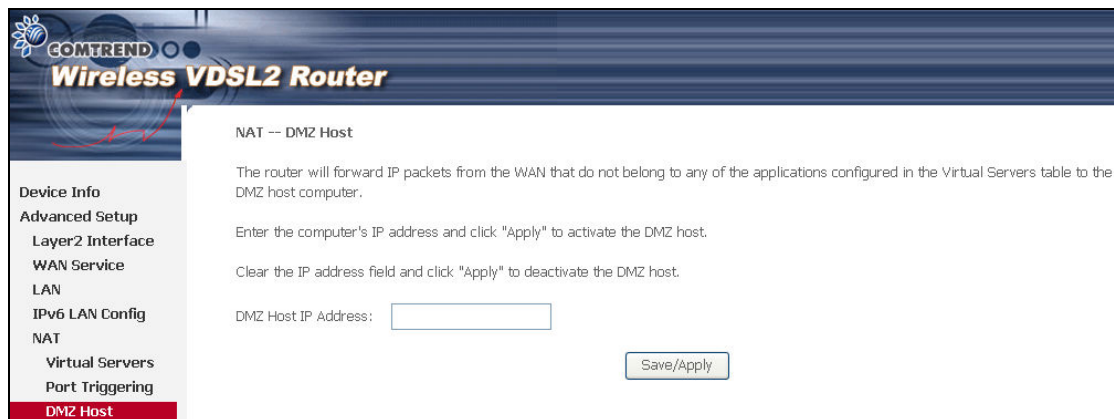 COMTREND
Wireless VDSL2 Router
NAT -- DMZ Host
The router will forward IP packets from the WAN that do not belong to any of the applications configured in the Virtual Servers table to the
DMZ host computer.
Enter the computer's IP address and click "Apply" to activate the DMZ host.
Clear the IP address field and click "Apply" to deactivate the DMZ host.
DMZ Host IP Address:
Save/Apply
Device Info
Advanced Setup
Layer2 Interface
WAN Service
LAN
IPv6 LAN Config
NAT
Virtual Servers
Port Triggering
DMZ Host